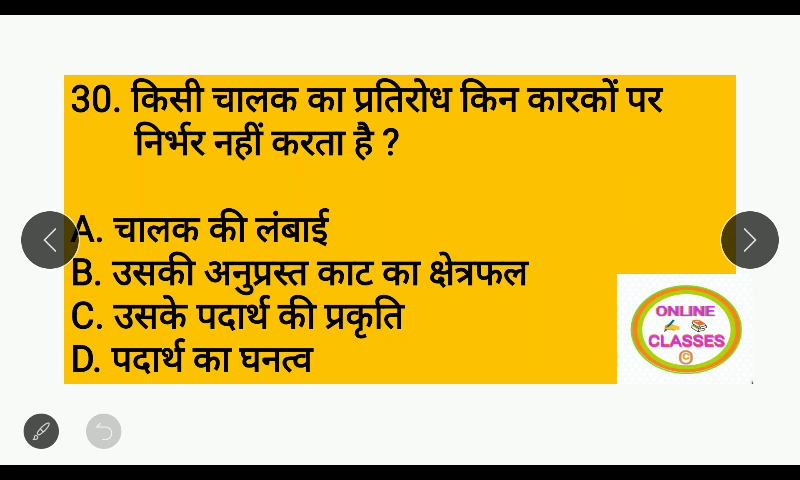 30. किसी चालक का प्रतिरोध किन कारकों पर
निर्भर नहीं करता है ?
A. चालक की लंबाई
B. उसकी अनुप्रस्त काट का क्षेत्रफल
C. उसके पदार्थ की प्रकृति
D. पदार्थ का घनत्व
ONLINE
CLASSES
©